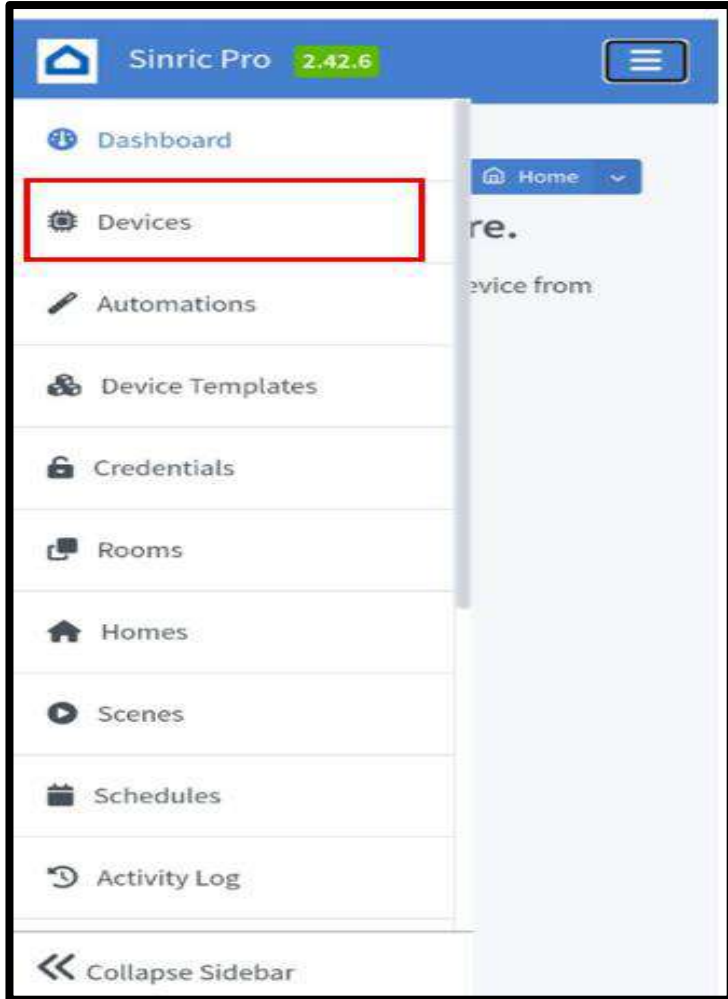 Sinric Pro 2.42.6
Dashboard
Home
Devices
re.
Automations
evice from
Device Templates
Credentials
Rooms
Homes
Scenes
Schedules
Activity Log
Collapse Sidebar